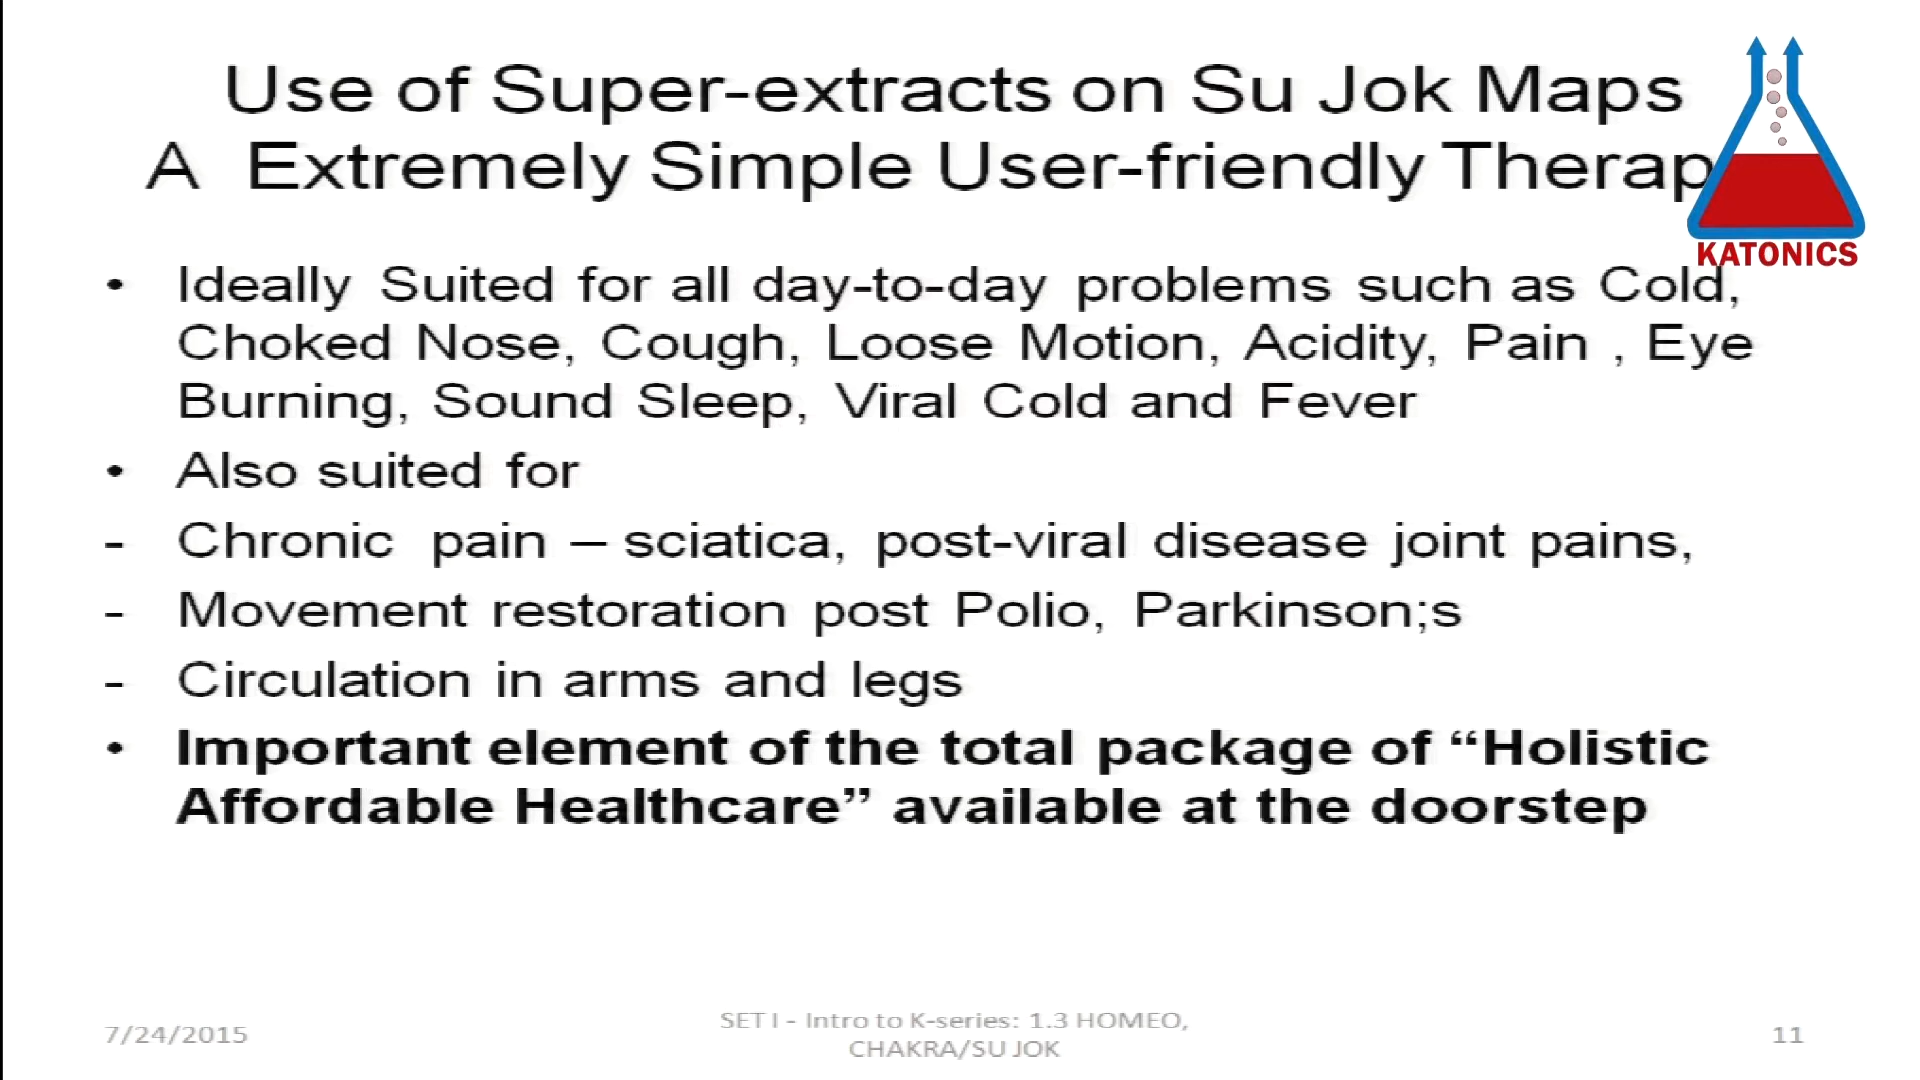 Use of Super-extracts on Su Jok Maps
A Extremely Simple User-friendly Therap
KATONICS
• Ideally Suited for all day-to-day problems such as Cold,
Choked Nose, Cough, Loose Motion, Acidity, Pain , Eye
Burning, Sound Sleep, Viral Cold and Fever
• Also suited for
- Chronic pain – sciatica, post-viral disease joint pains,
- Movement restoration post Polio, Parkinson;s
- Circulation in arms and legs
• Important element of the total package of “Holistic
Affordable Healthcare” available at the doorstep
7/24/2015
SET I - Intro to K-series: 1.3 HOMEO,
CHAKRA/SU JOK
11